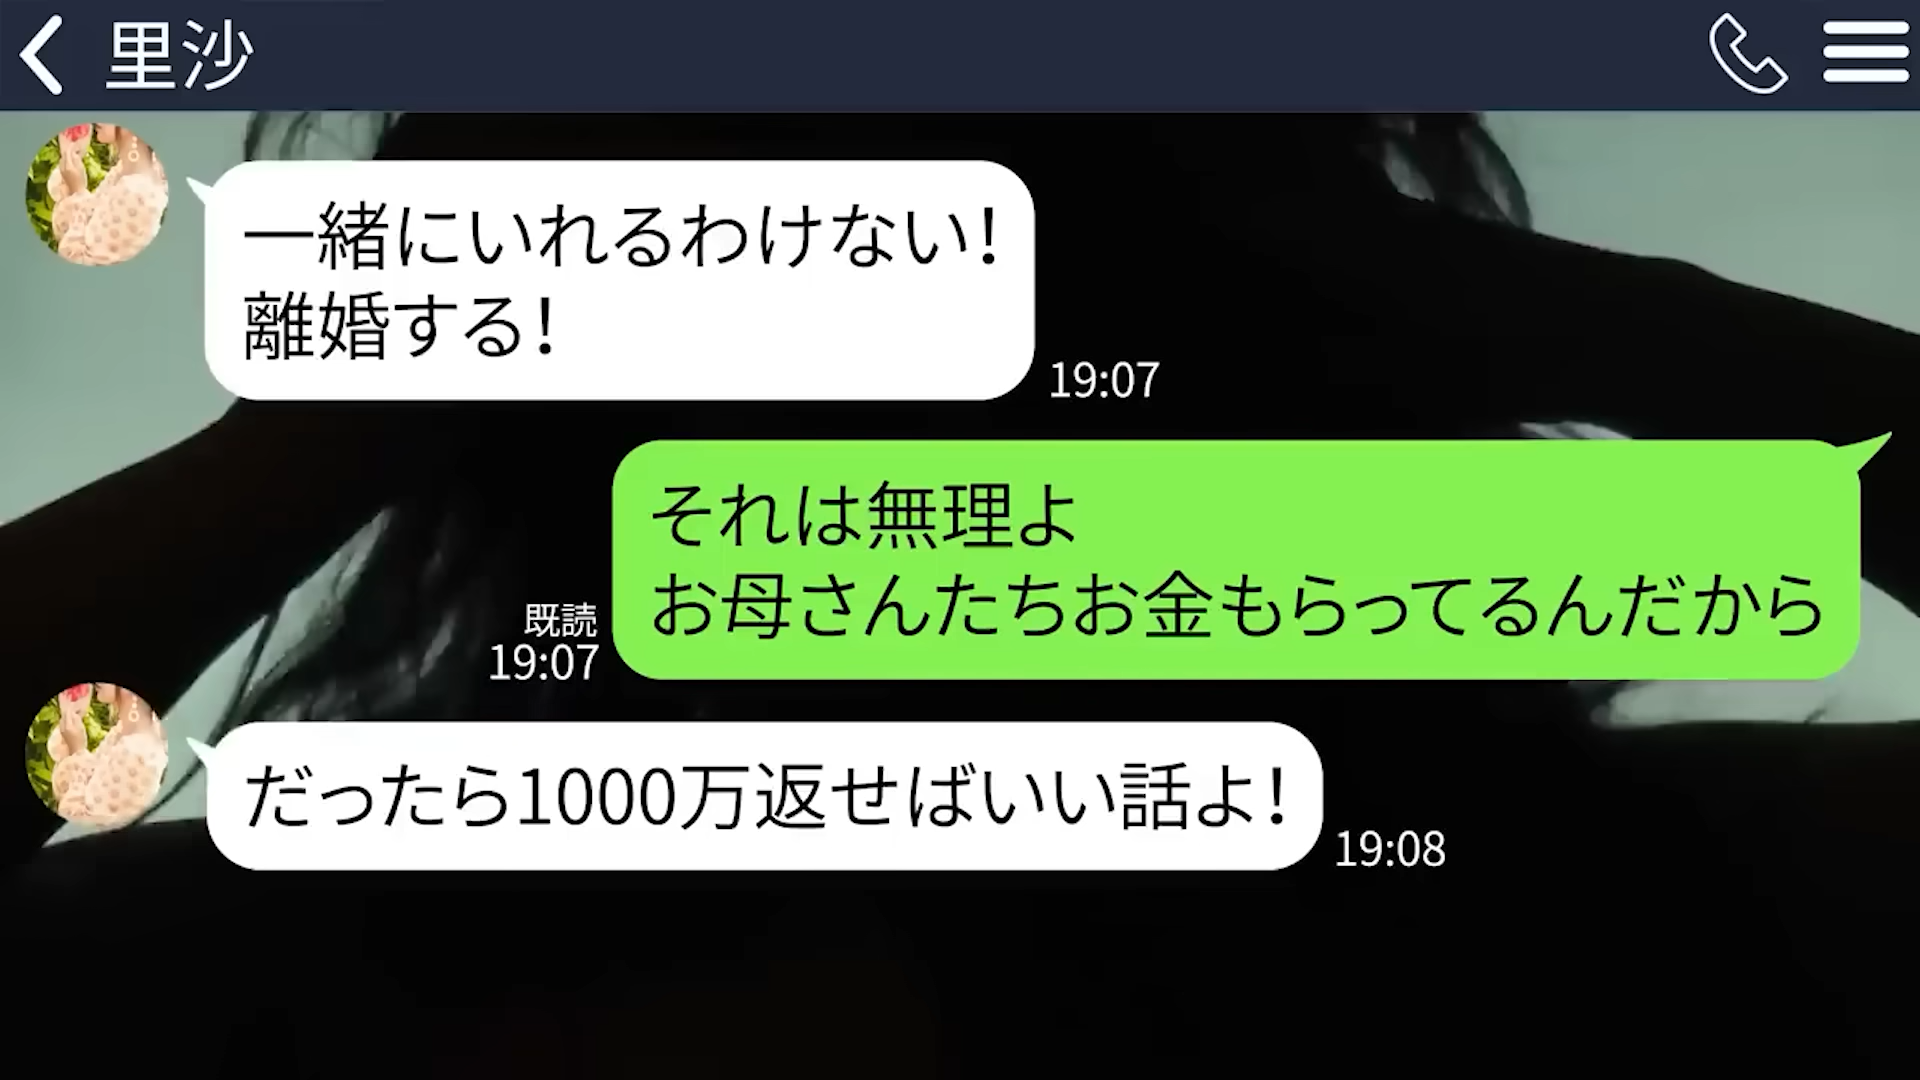 里沙
一緒にいれるわけない!
離婚する!
19:07
それは無理よ
お母さんたちお金もらってるんだから
既読
19:07
だったら1000万返せばいい話よ!
19:08